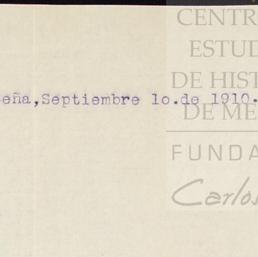 CENTR
ESTUD
DE HIST
eña,Septiembre 1o.de 1910.
DE ME
FUNDA
Carlos